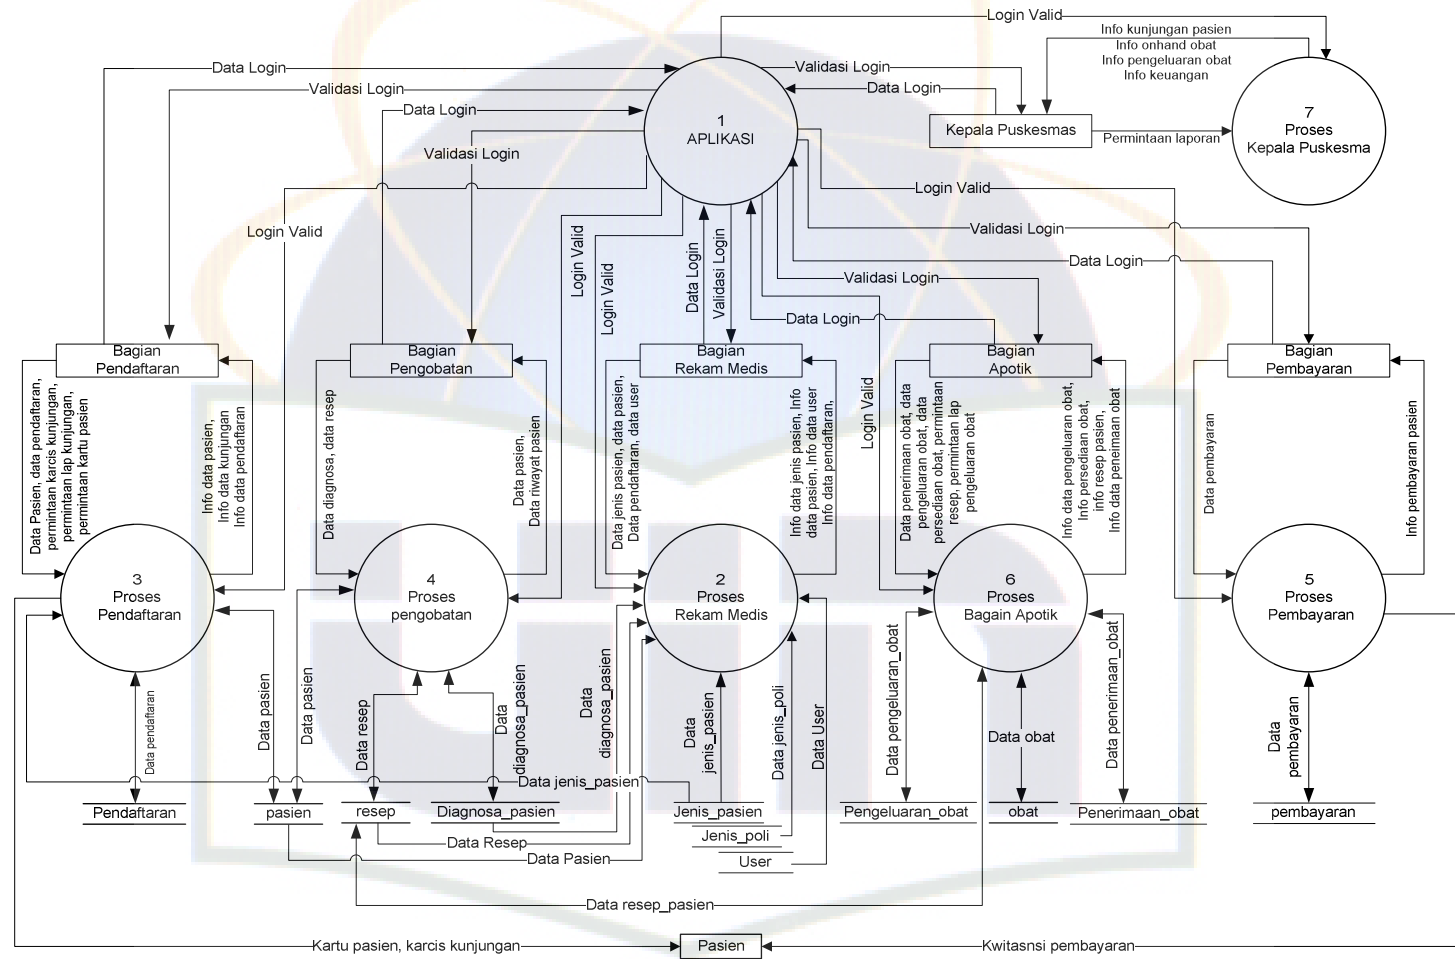 Login Valid
Info kunjungan pasien
Info onhand obat
Info pengeluaran obat
Info keuangan
Data Login
Validasi Login
Validasi Login
Data Login
Validasi Login
Data Login
1
APLIKASI
Kepala Puskesmas
Permintaan laporan
7
Proses
Kepala Puskesma
Data Login
Validasi Login
Login Valid
Login Valid
Login Valid
Login Valid
Data Login
Validasi Login
Validasi Login
Data Login
Validasi Login
Data Login
Login Valid
Bagian
Pendaftaran
Bagian
Pengobatan
Bagian
Rekam Medis
Bagian
Apotik
Bagian
Pembayaran
Data Pasien, data pendaftaran,
permintaan karcis kunjungan,
permintaan lap kunjungan,
permintaan kartu pasien
Info data pasien,
Info data kunjungan
Info data pendaftaran
Data diagnosa, data resep
Data pasien,
Data riwayat pasien
Data jenis pasien, data pasien,
Data pendaftaran, data user
Info data jenis pasien, Info
data pasien, Info data user
Info data pendaftaran,
Data penerimaan obat, data
pengeluaran obat, data
persediaan obat, permintaan
resep, permintaan lap
pengeluaran obat
Info data pengeluaran obat,
Info persediaan obat,
info resep pasien,
Info data peneimaan obat
Data pembayaran
Info pembayaran pasien
3
Proses
Pendaftaran
4
Proses
pengobatan
2
Proses
Rekam Medis
6
Proses
Bagain Apotik
5
Proses
Pembayaran
Data pendaftaran
Data pasien
Data pasien
Data resep
Data
diagnosa_pasien
Data
diagnosa_pasien
Data
jenis_pasien
Data jenis_poli
Data User
Data pengeluaran_obat
Data obat
Data penerimaan_obat
Data
pembayaran
Data jenis_pasien
Pendaftaran
pasien
resep
Diagnosa_pasien
Jenis_pasien
Jenis_poli
User
Pengeluaran_obat
obat
Penerimaan_obat
pembayaran
Data Resep
Data Pasien
Data resep_pasien
Kartu pasien, karcis kunjungan
Pasien
Kwitasnsi pembayaran